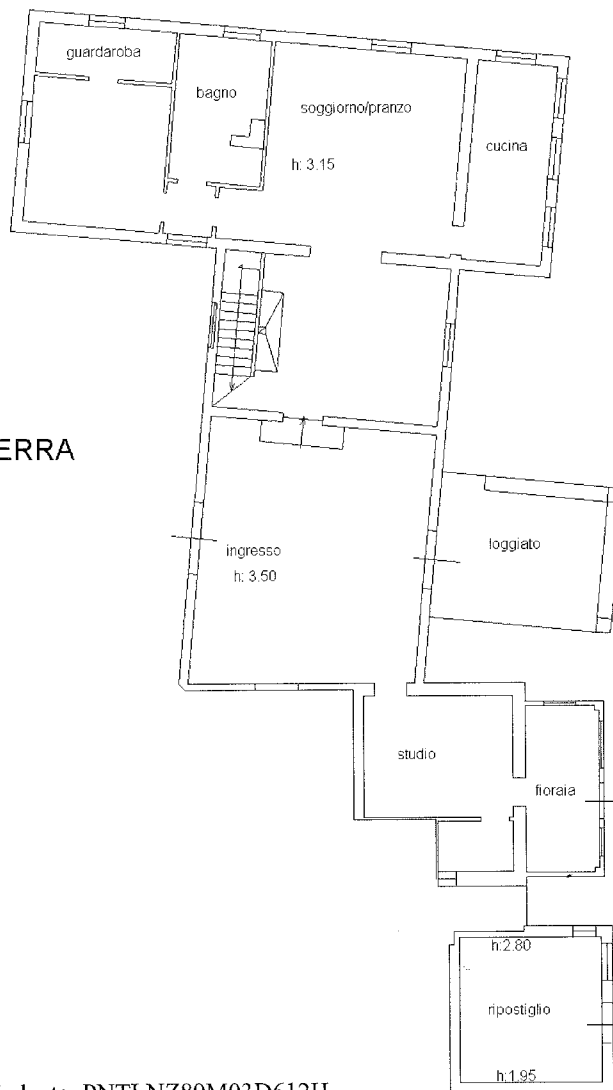 guardaroba
bagno
soggiorno/pranzo
cucina
h: 3.15
ERRA
ingresso
h: 3.50
loggiato
studio
fioraia
h:2.80
ripostiglio
h:1.95